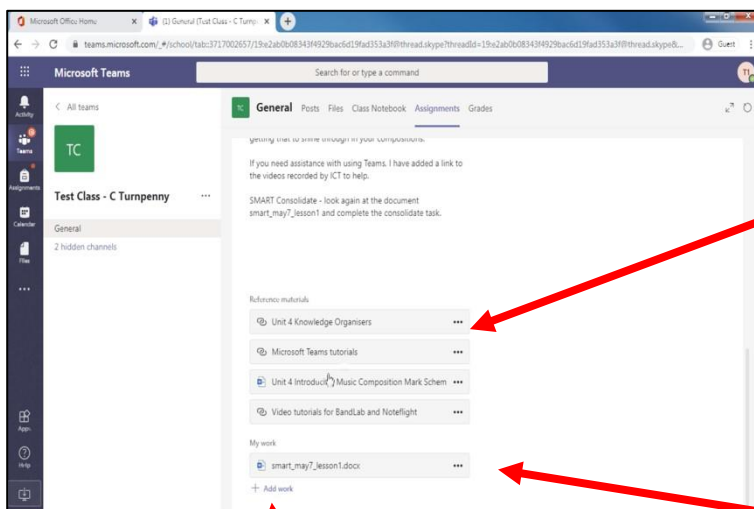 Microsoft Office Home
(1) General (Test Class - C Turnp
teams.microsoft.com/_#/school/tab::3717002657/19:e2ab0b08343f4929bac6d19fad353a3f@thread.skype?threadId=19:e2ab0b08343f4929bac6d19fad353a3f@thread.skype&...
Guest
Microsoft Teams
Search for or type a command
T1
Activity
Teams
Assignments
Calendar
Files
Apps
Help
All teams
TC
Test Class - C Turnpenny
General
2 hidden channels
TC
General Posts Files Class Notebook Assignments Grades
getting that to shine through in your compositions.
If you need assistance with using Teams, I have added a link to
the videos recorded by ICT to help.
SMART Consolidate - look again at the document
smart_may7_lesson1 and complete the consolidate task.
Reference materials
Unit 4 Knowledge Organisers
Microsoft Teams tutorials
Unit 4 Music Composition Mark Schem
Video tutorials for BandLab and Noteflight
My work
smart_may7_lesson1.docx
+ Add work